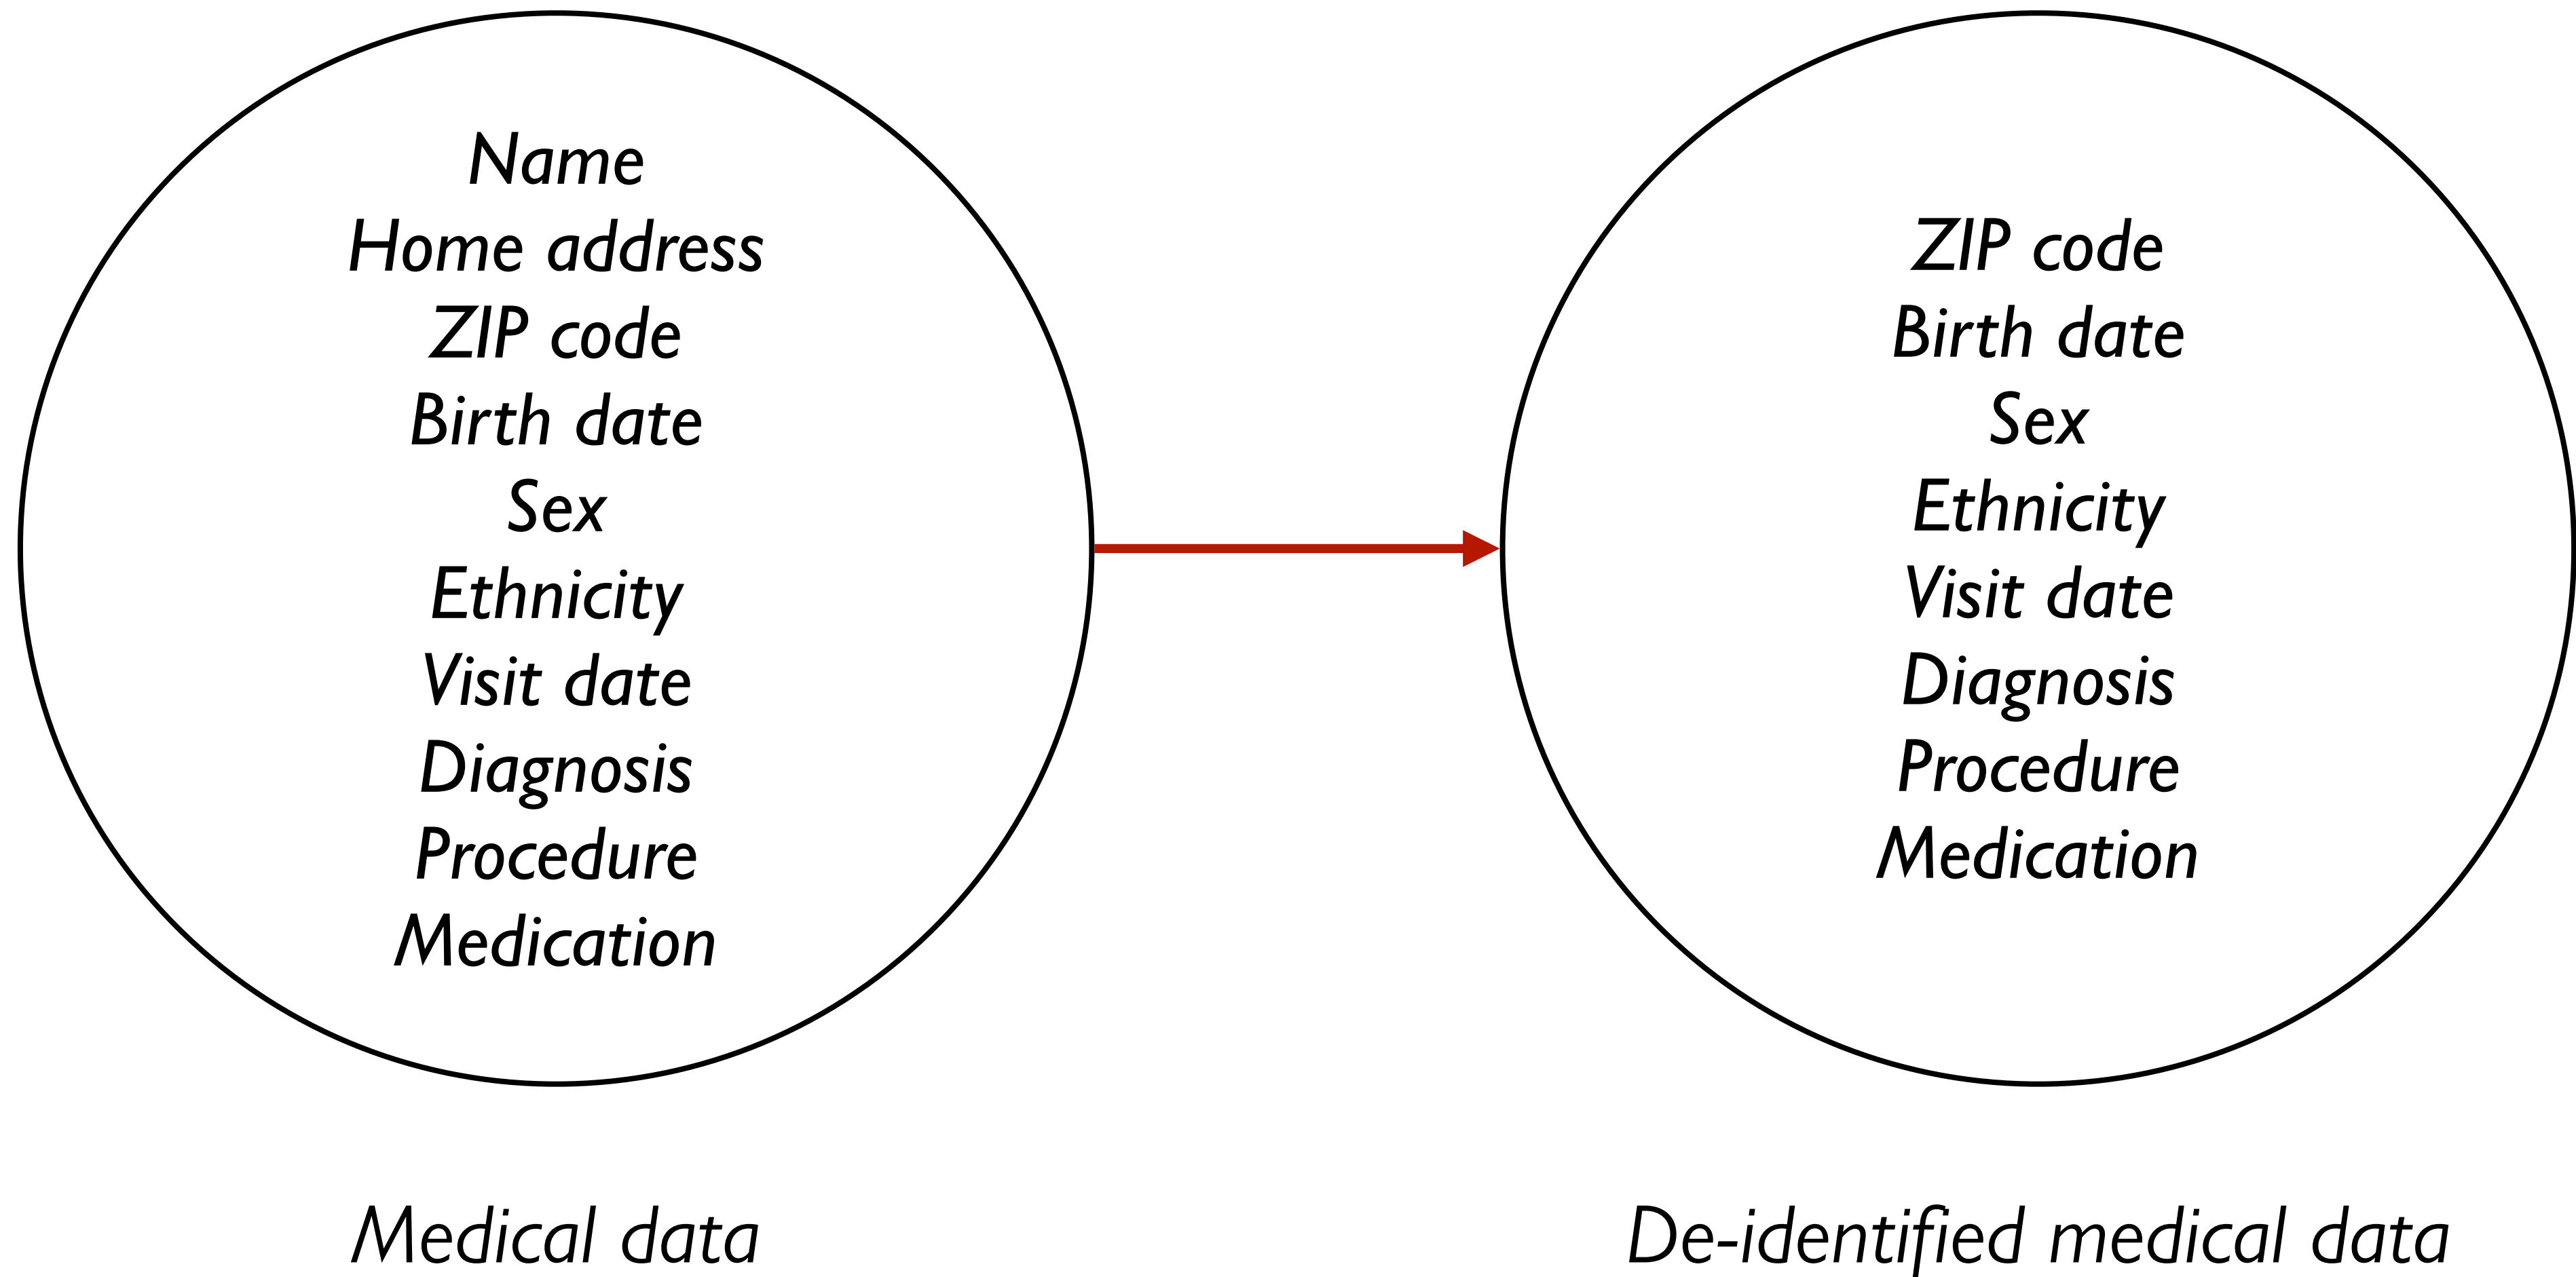 Name
Home address
ZIP code
Birth date
Sex
Ethnicity
Visit date
Diagnosis
Procedure
Medication
Medical data
ZIP code
Birth date
Sex
Ethnicity
Visit date
Diagnosis
Procedure
Medication
De-identified medical data